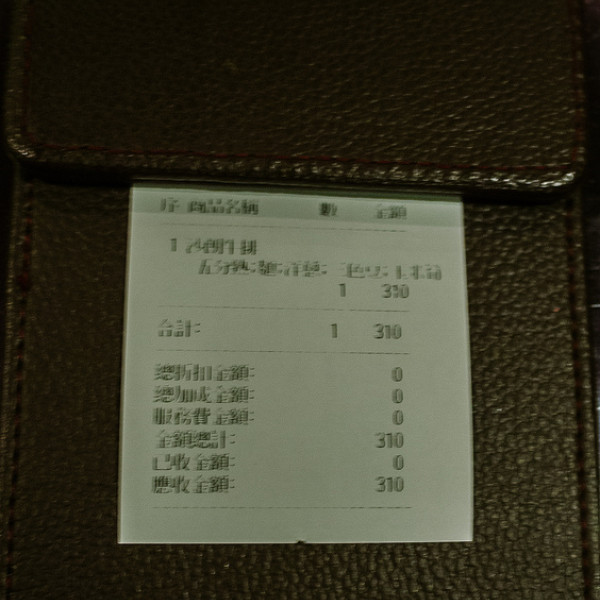 序 商品名稱 數 金額
1
1 310
合計: 1 310
總折扣金額: 0
總加成金額: 0
服務費金額: 0
金額總計: 310
已收金額: 0
應收金額: 310